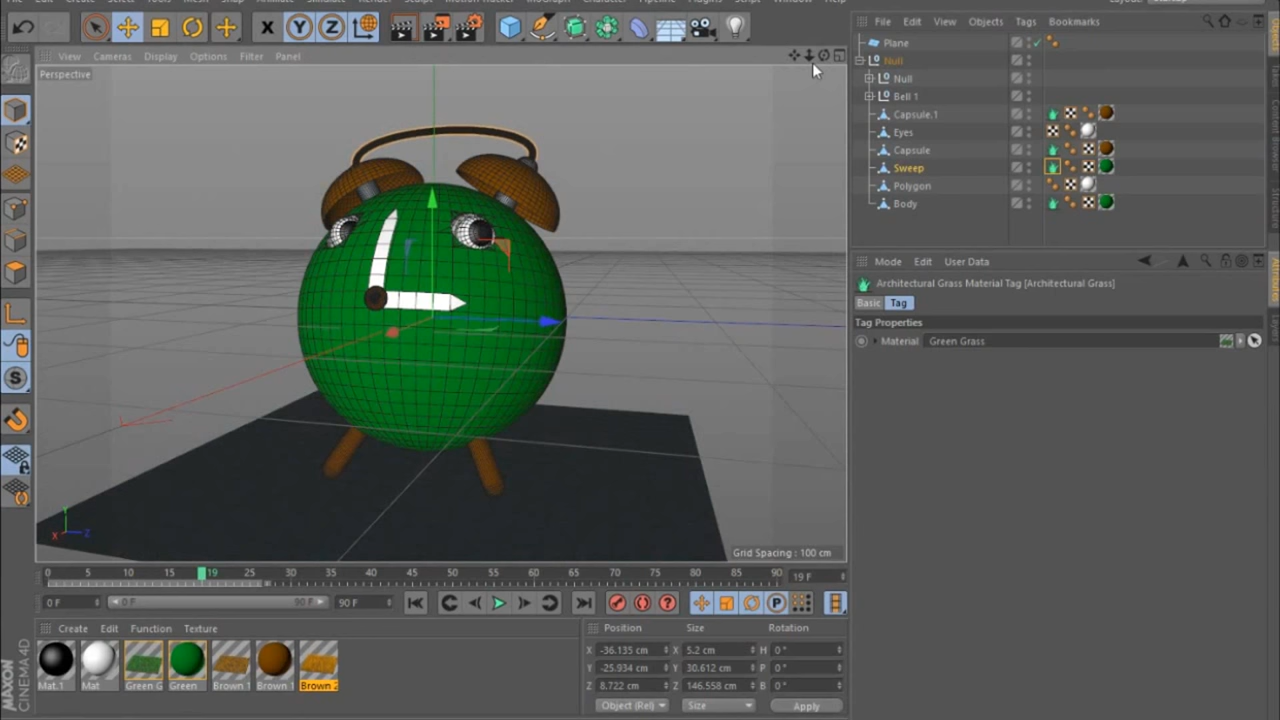 File Edit View Objects Tags Bookmarks
X Y Z
View Cameras Display Options Filter Panel
Perspective
Plane
Null
Null
Bell 1
Capsule.1
Eyes
Capsule
Sweep
Polygon
Body
Mode Edit User Data
Architectural Grass Material Tag [Architectural Grass]
Basic Tag
Tag Properties
Material Green Grass
Grid Spacing : 100 cm
0 5 10 15 19 25 30 35 40 45 50 55 60 65 70 75 80 85 90 19 F
0 F 0 F 90 F 90 F
Create Edit Function Texture
Position Size Rotation
X -36.135 cm X 5.2 cm H 0 °
Y -25.934 cm Y 30.612 cm P 0 °
Z 8.722 cm Z 146.558 cm B 0 °
Object (Rel) Size Apply
Mat.1 Mat Green G Green Brown 1 Brown 1 Brown 2
MAXON CINEMA4D